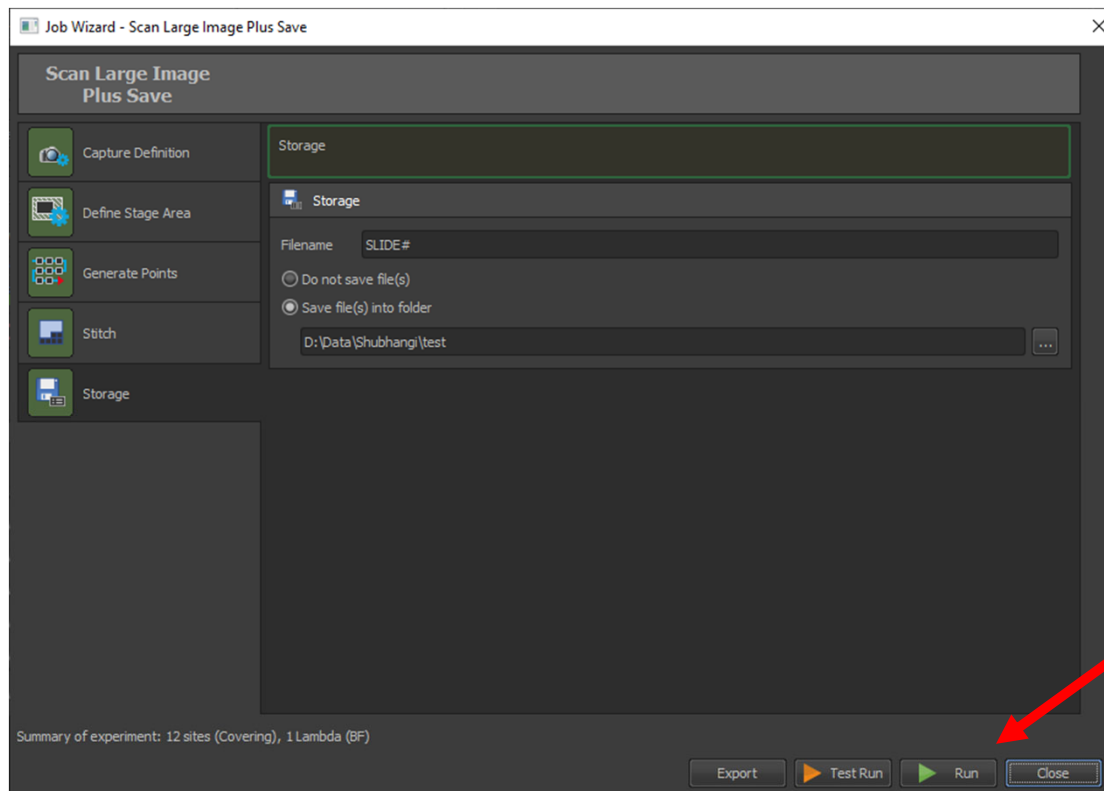 Job Wizard - Scan Large Image Plus Save
Scan Large Image
Plus Save
Capture Definition
Define Stage Area
Generate Points
Stitch
Storage
Storage
Storage
Filename SLIDE#
Do not save file(s)
Save file(s) into folder
D:\Data\Shubhangi\test
...
Summary of experiment: 12 sites (Covering), 1 Lambda (BF)
Export Test Run Run Close